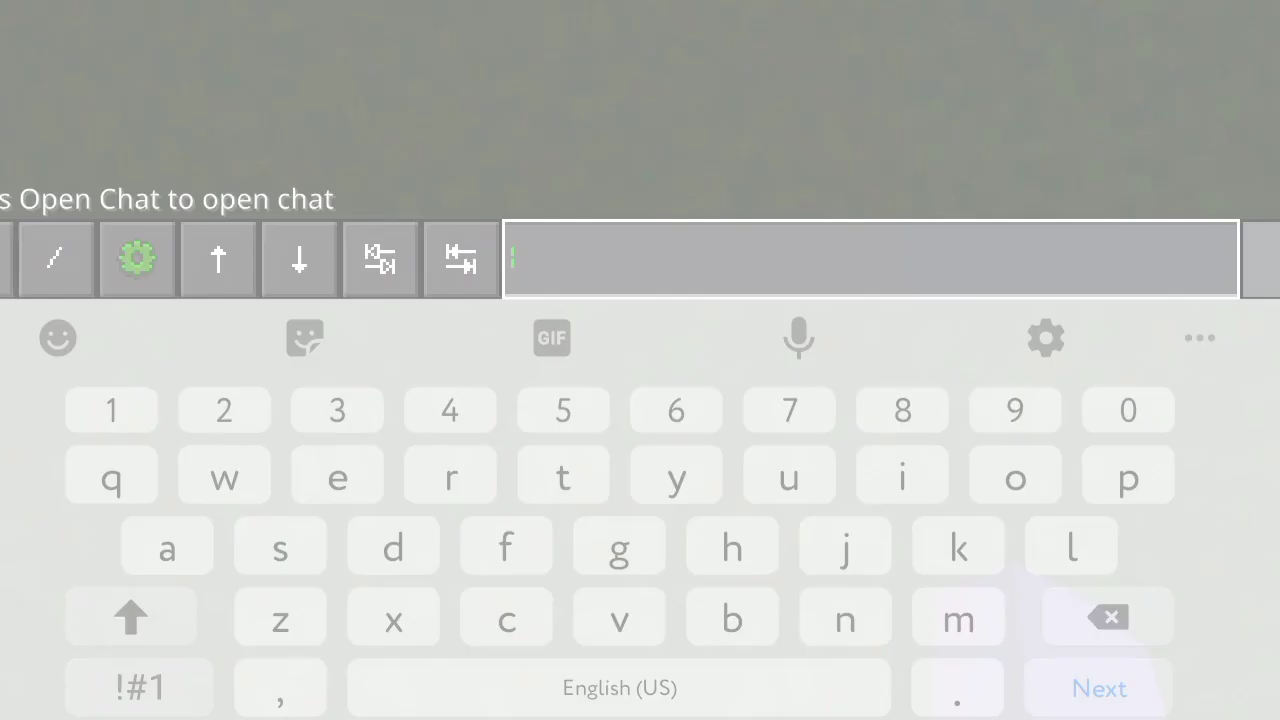 s Open Chat to open chat
/
GIF
1 2 3 4 5 6 7 8 9 0
q w e r t y u i o p
a s d f g h j k l
z x c v b n m
!#1 , English (US) . Next